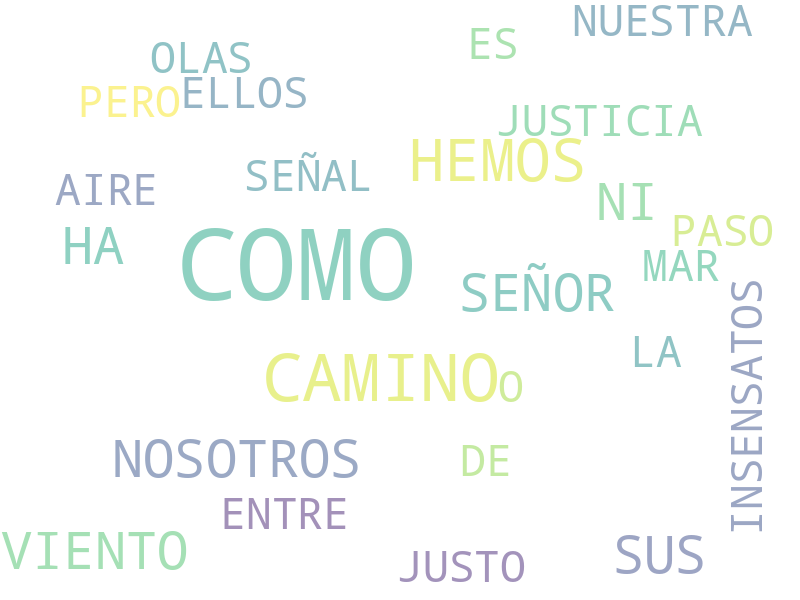 NUESTRA
ES
OLAS
PERO ELLOS
JUSTICIA
HEMOS
AIRE SEÑAL
NI
PASO
HA COMO
MAR
SEÑOR
LA
CAMINO O
INSENSATOS
NOSOTROS
DE
ENTRE
VIENTO
JUSTO SUS